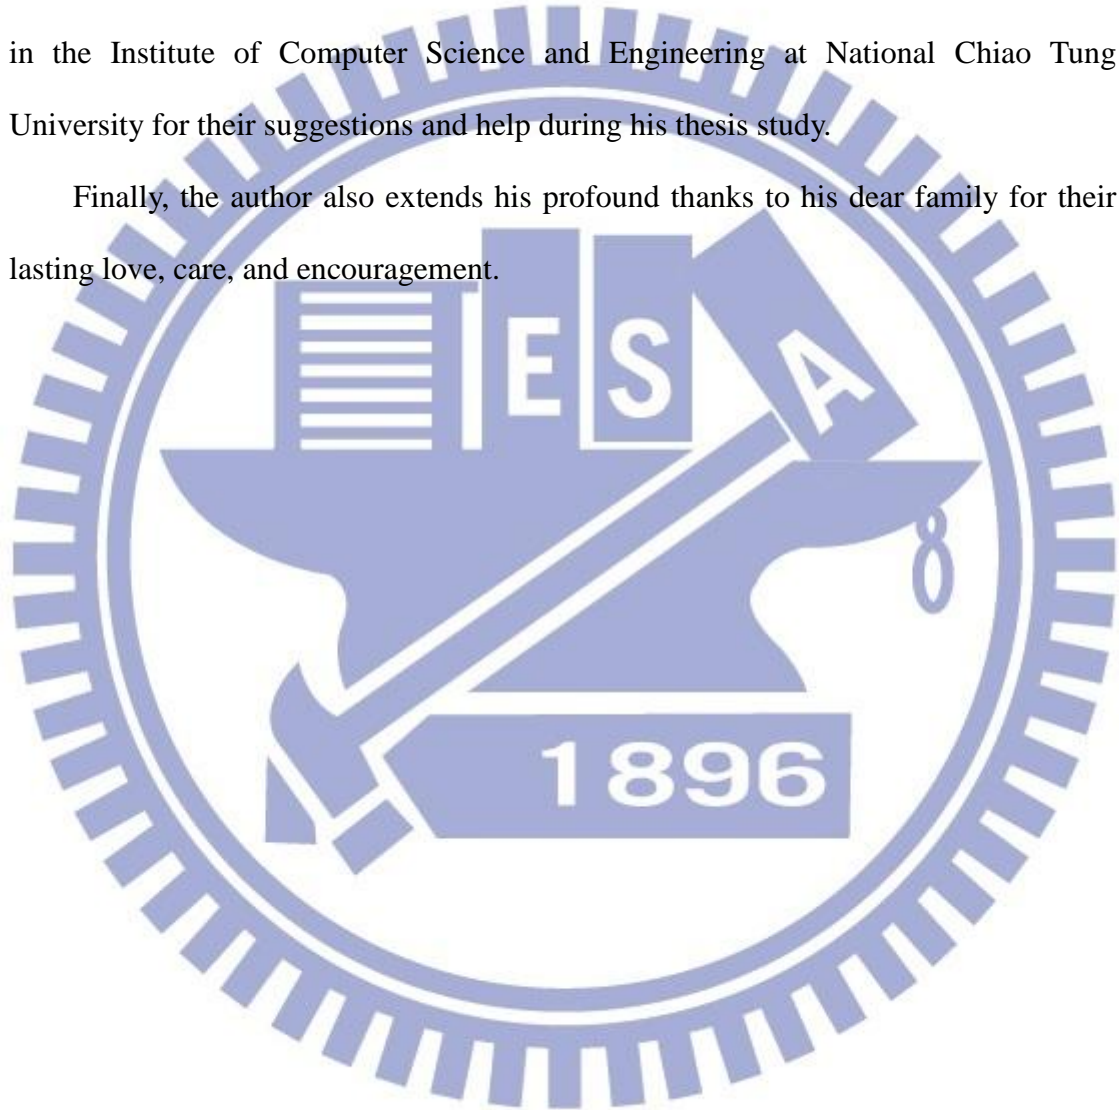 in the Institute of Computer Science and Engineering at National Chiao Tung
University for their suggestions and help during his thesis study.
Finally, the author also extends his profound thanks to his dear family for their
lasting love, care, and encouragement.
E S A
1896